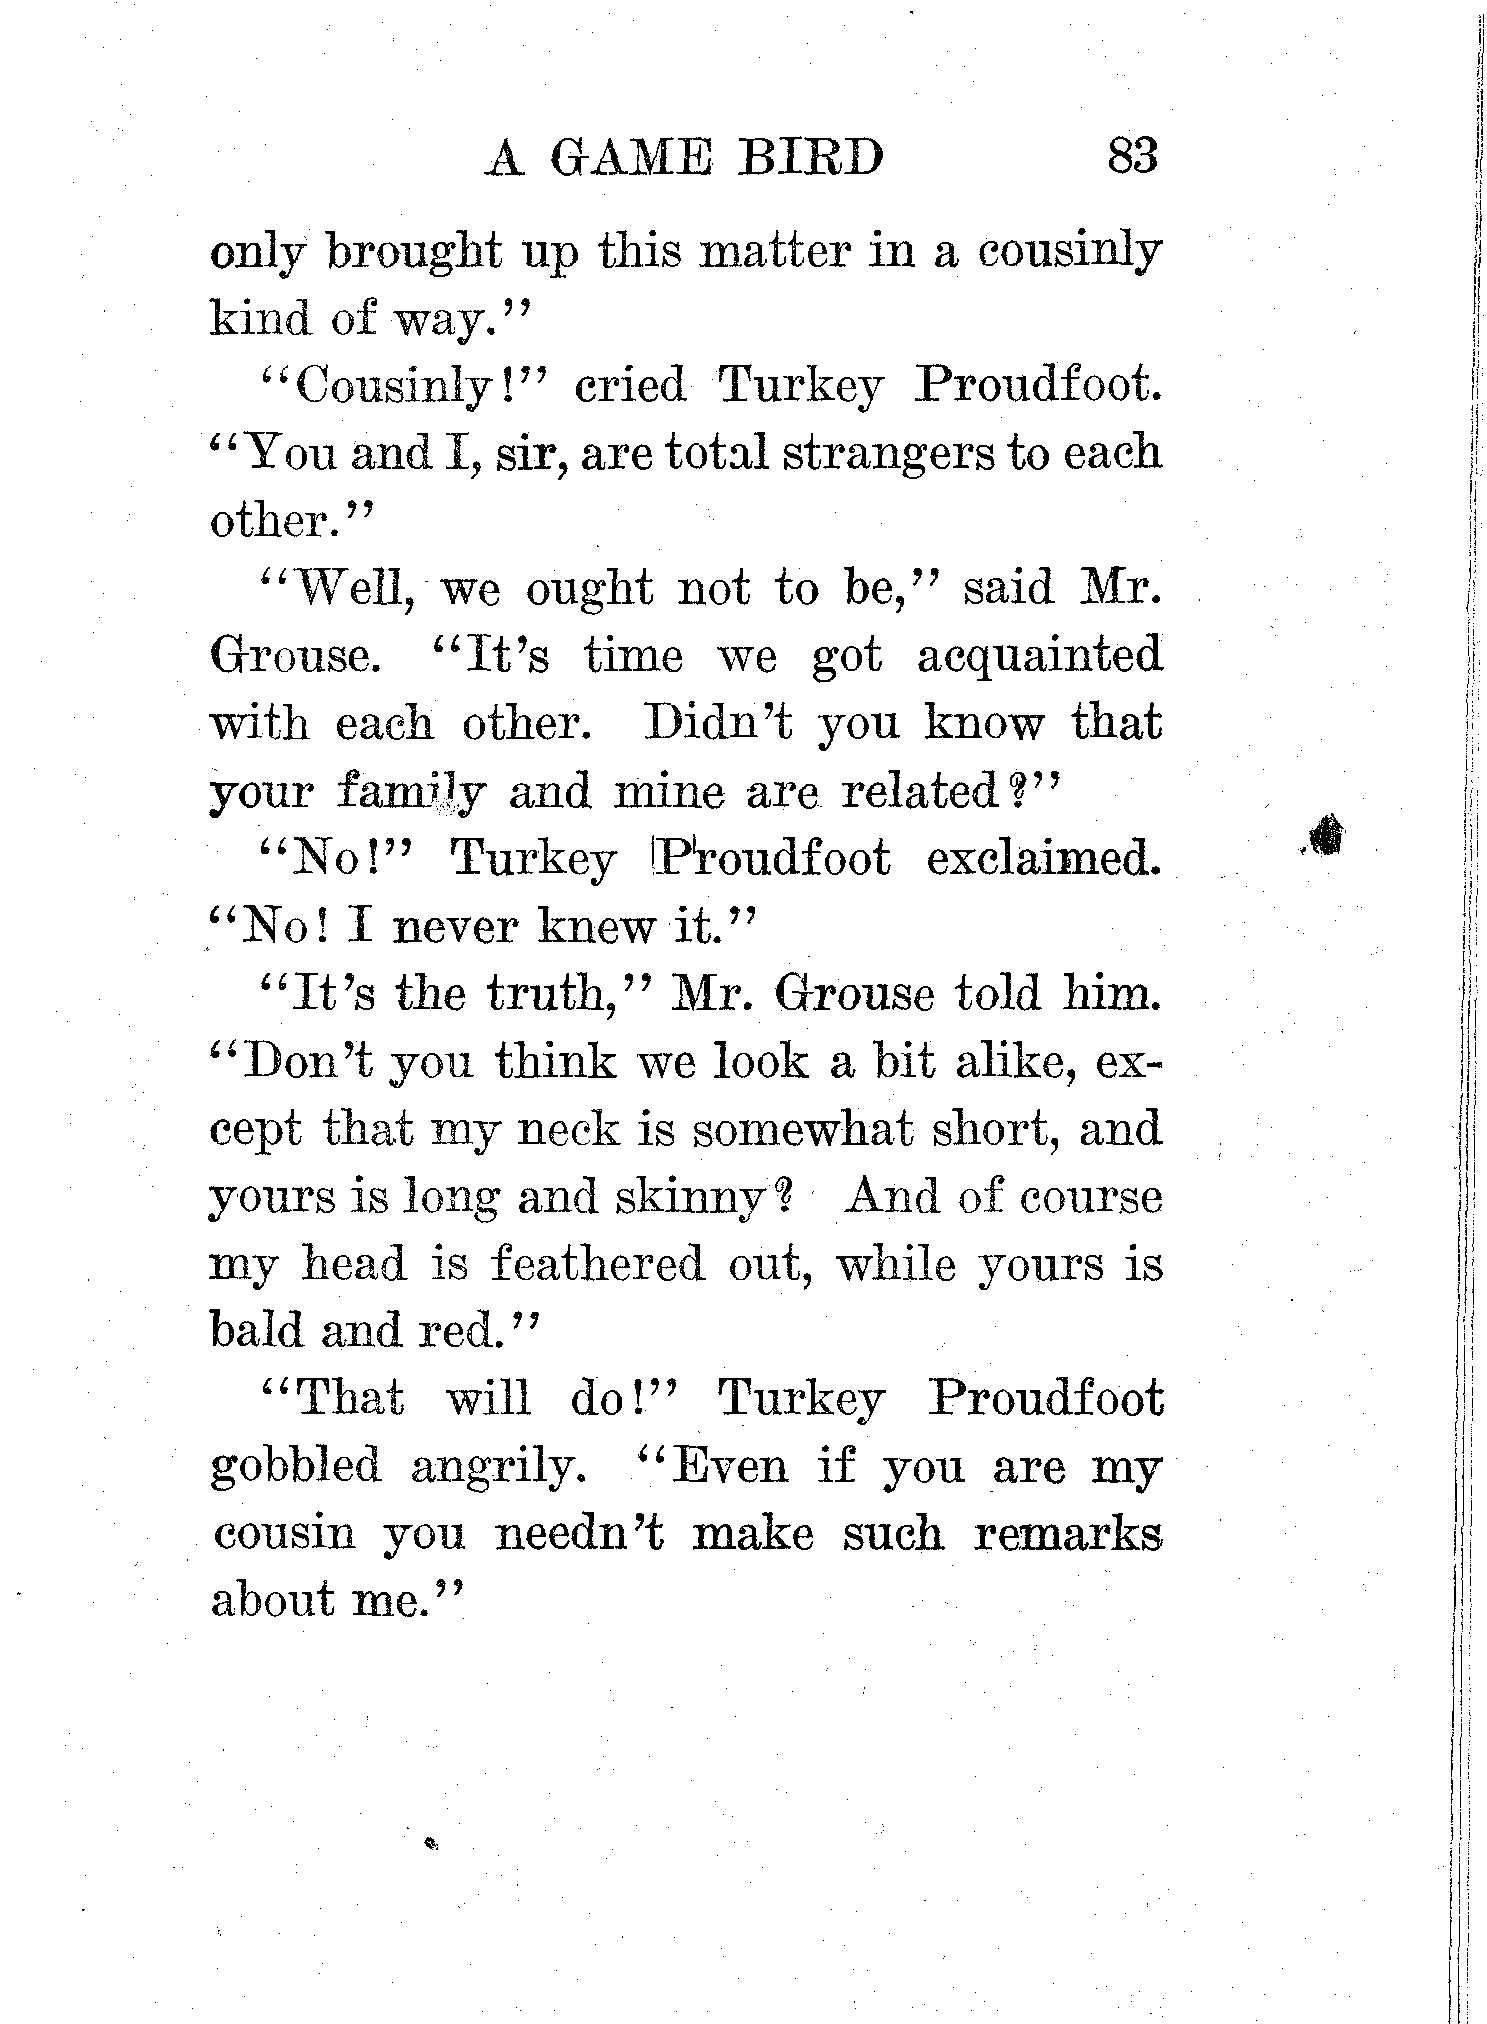 A GAME BIRD 83
only brought up this matter in a cousinly
kind of way."
"Cousinly!" cried Turkey Proudfoot.
"You and I, sir, are total strangers to each
other."
"Well, we ought not to be," said Mr.
Grouse. "It's time we got acquainted
with each other. Didn't you know that
your family and mine are related?"
"No!" Turkey Proudfoot exclaimed.
"No! I never knew it."
"It's the truth," Mr. Grouse told him.
"Don't you think we look a bit alike, ex-
cept that my neck is somewhat short, and
yours is long and skinny? And of course
my head is feathered out, while yours is
bald and red."
"That will do!" Turkey Proudfoot
gobbled angrily. "Even if you are my
cousin you needn't make such remarks
about me."